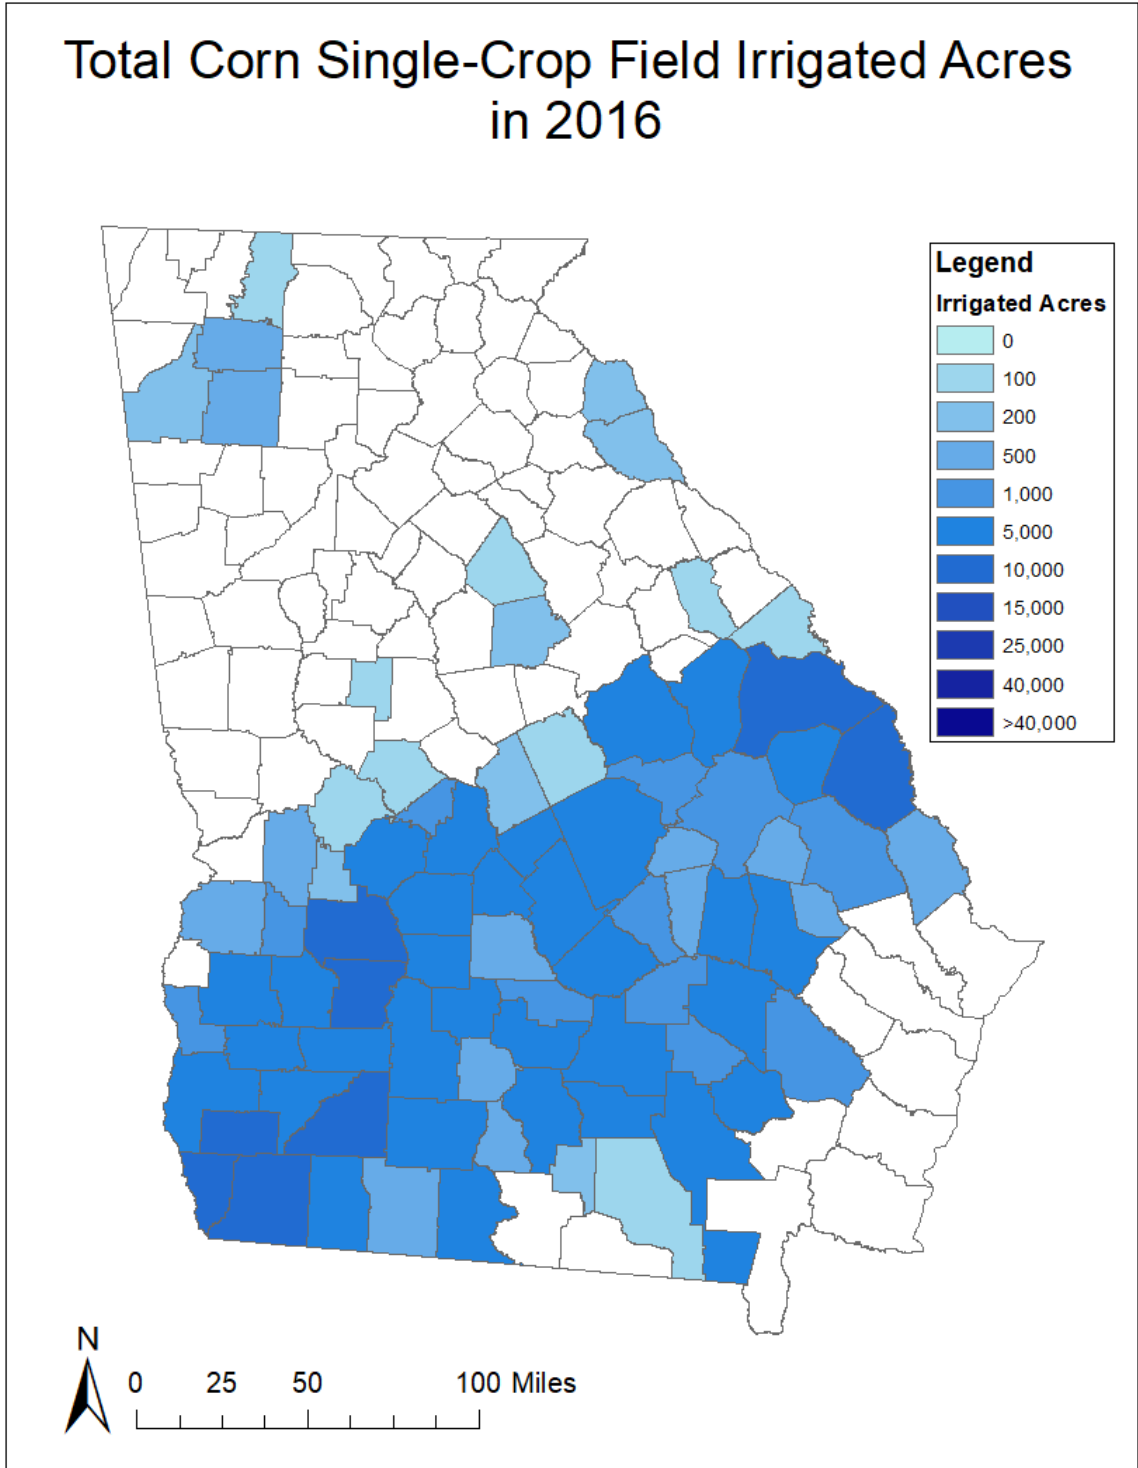 Total Corn Single-Crop Field Irrigated Acres
in 2016
Legend
Irrigated Acres
0
100
200
500
1,000
5,000
10,000
15,000
25,000
40,000
>40,000
N
0 25 50 100 Miles